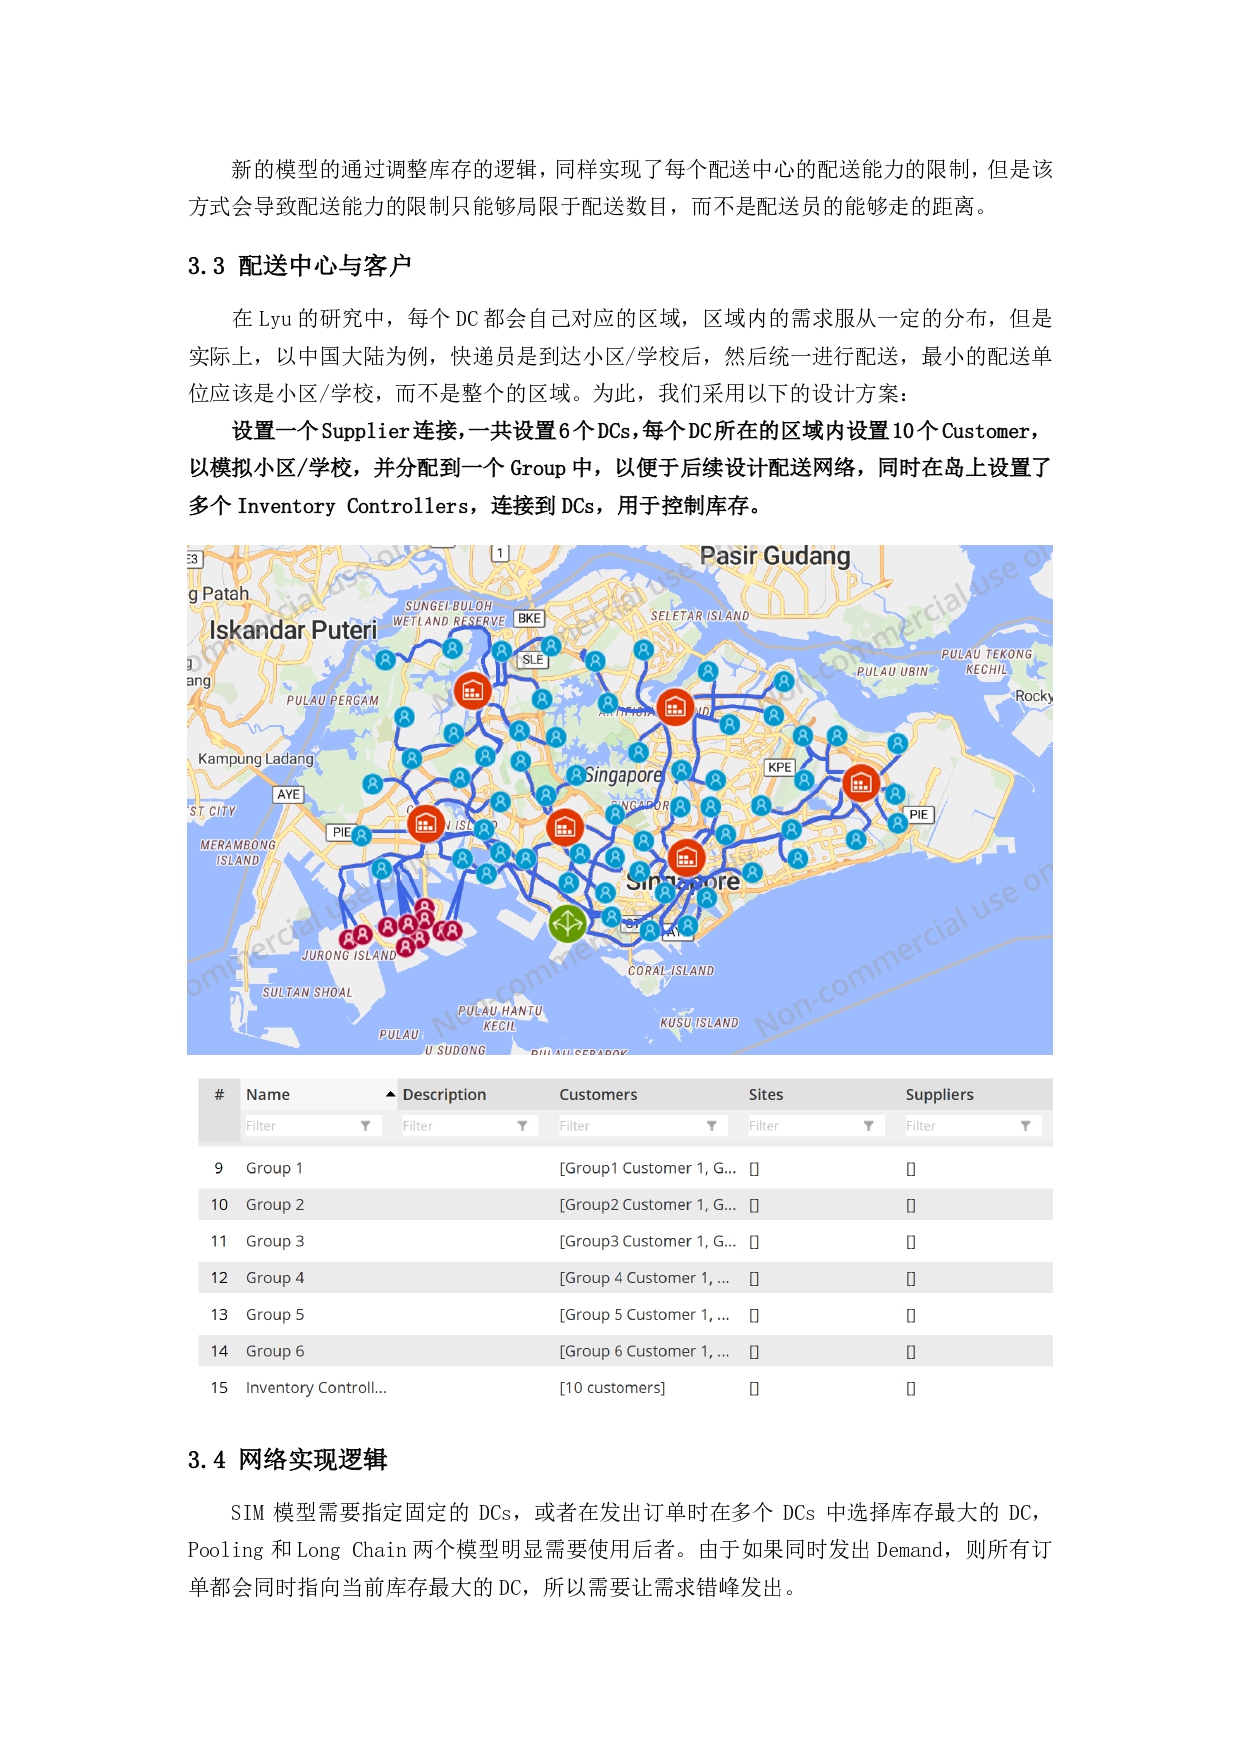 新的模型的通过调整库存的逻辑，同样实现了每个配送中心的配送能力的限制，但是该
方式会导致配送能力的限制只能够局限于配送数目，而不是配送员的能够走的距离。
3.3 配送中心与客户
在 Lyu 的研究中，每个 DC 都会自己对应的区域，区域内的需求服从一定的分布，但是
实际上，以中国大陆为例，快递员是到达小区/学校后，然后统一进行配送，最小的配送单
位应该是小区/学校，而不是整个的区域。为此，我们采用以下的设计方案：
设置一个 Supplier 连接，一共设置 6 个 DCs，每个 DC 所在的区域内设置 10 个 Customer，
以模拟小区/学校，并分配到一个 Group 中，以便于后续设计配送网络，同时在岛上设置了
多个 Inventory Controllers，连接到 DCs，用于控制库存。
E3
1
Pasir Gudang
g Patah
Iskandar Puteri
SUNGEI BULOH
WETLAND RESERVE
BKE
SELETAR ISLAND
SLE
PULAU TEKONG
KECHIL
PULAU UBIN
ang
PULAU PERGAM
Rocky
Kampung Ladang
Singapore
KPE
AYE
ST CITY
PIE
PIE
MERAMBONG
ISLAND
Singapore
JURONG ISLAND
CORAL ISLAND
SULTAN SHOAL
PULAU HANTU
KECIL
KUSU ISLAND
PULAU
U SUDONG
Non-commercial use on
# Name Description Customers Sites Suppliers
Filter Filter Filter Filter Filter
9 Group 1 [Group1 Customer 1, G... [] []
10 Group 2 [Group2 Customer 1, G... [] []
11 Group 3 [Group3 Customer 1, G... [] []
12 Group 4 [Group 4 Customer 1, ... [] []
13 Group 5 [Group 5 Customer 1, ... [] []
14 Group 6 [Group 6 Customer 1, ... [] []
15 Inventory Controll... [10 customers] [] []
3.4 网络实现逻辑
SIM 模型需要指定固定的 DCs，或者在发出订单时在多个 DCs 中选择库存最大的 DC，
Pooling 和 Long Chain 两个模型明显需要使用后者。由于如果同时发出 Demand，则所有订
单都会同时指向当前库存最大的 DC，所以需要让需求错峰发出。